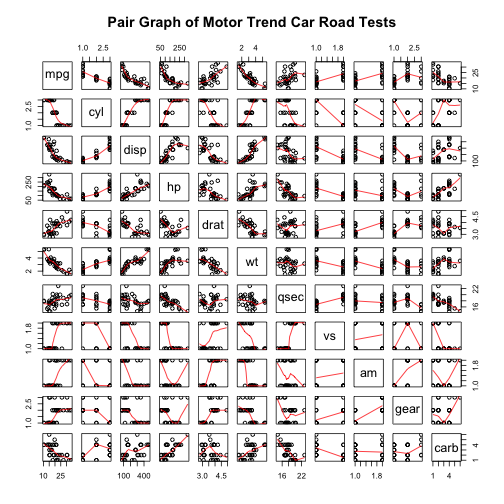 Pair Graph of Motor Trend Car Road Tests
1.0 2.5 50 250 2 4 1.0 1.8 1.0 2.5
mpg 10 25
1.0 2.5 cyl
disp 100
50 250 hp
drat 3.0 4.5
2 4 wt
qsec 16 22
1.0 1.8 vs
am 1.0 1.8
1.0 2.5 gear
carb 1 4
10 25 100 400 3.0 4.5 16 22 1.0 1.8 1 4